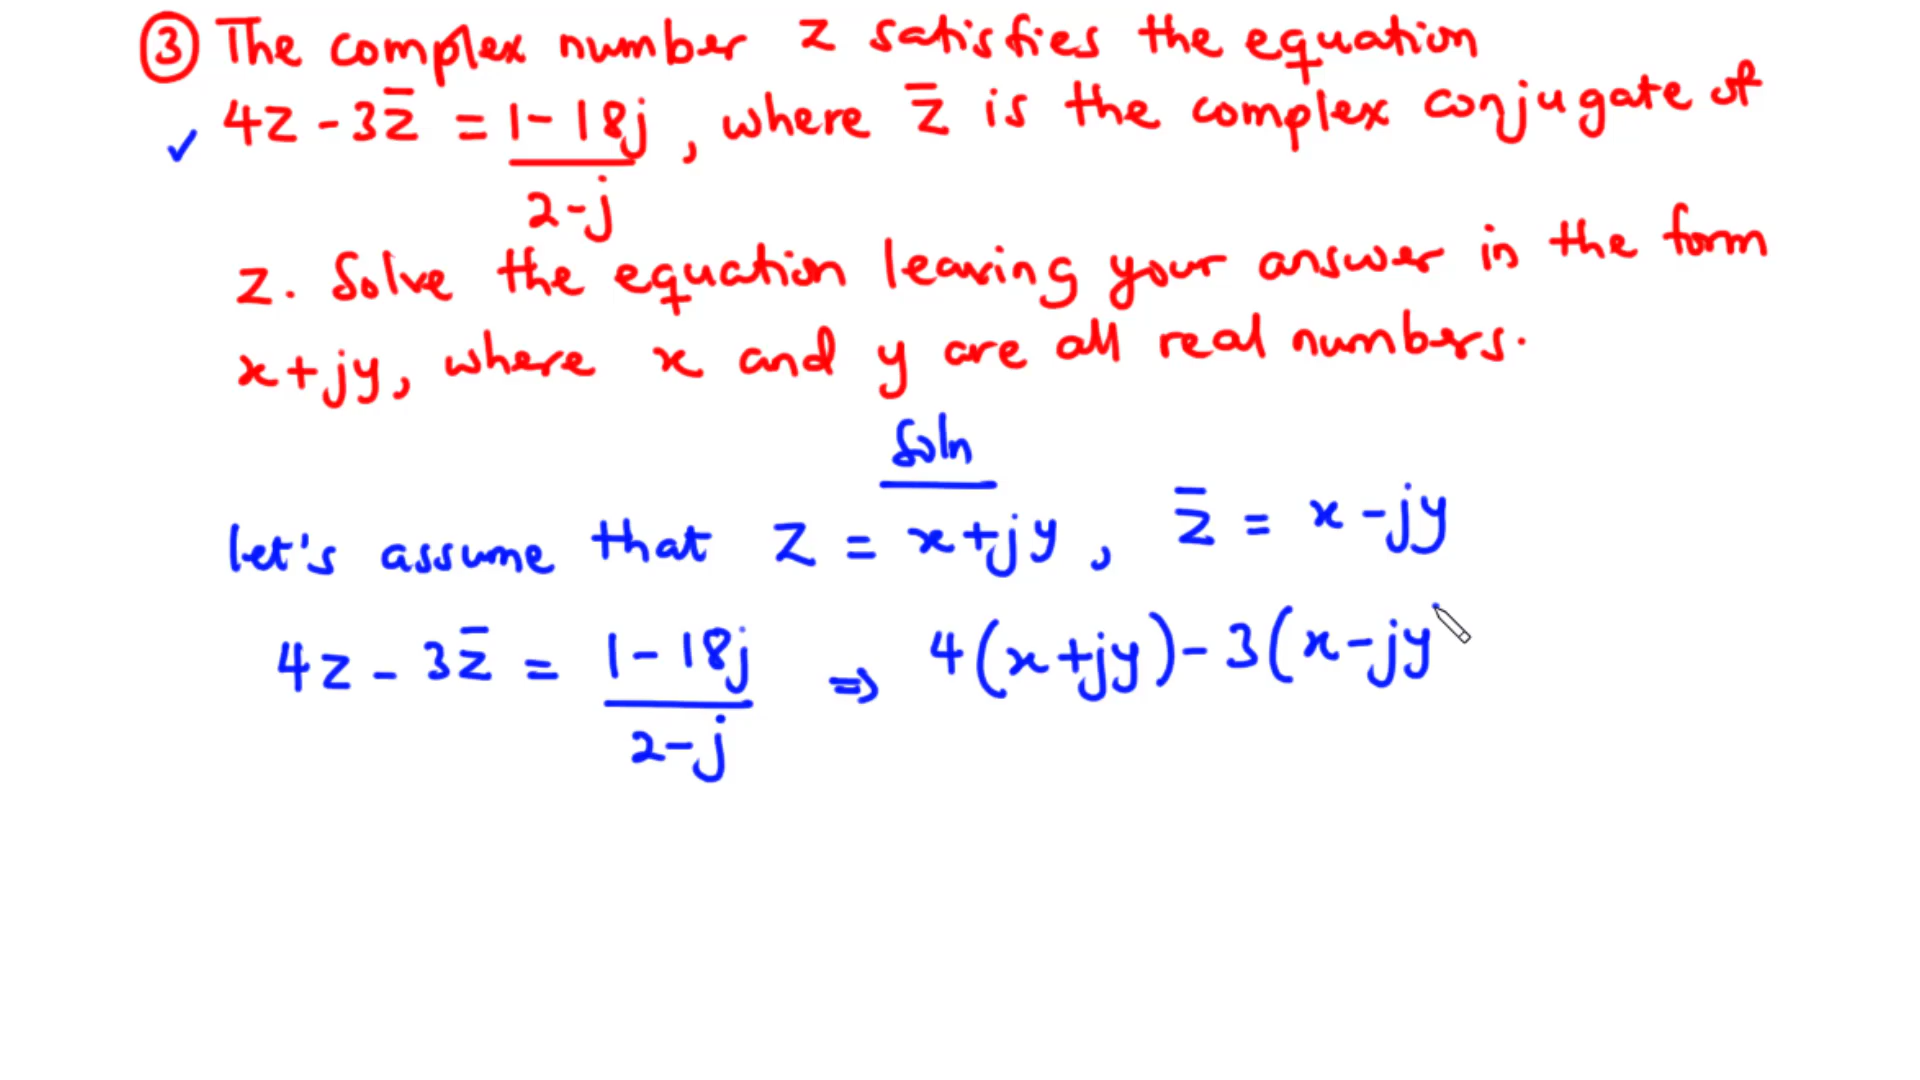 ③ The complex number z satisfies the equation
4z - 3z̅ = (1 - 18j)/(2 - j), where z̅ is the complex conjugate of
z. Solve the equation leaving your answer in the form
x + jy, where x and y are all real numbers.
Soln
let's assume that z = x + jy, z̅ = x - jy
4z - 3z̅ = (1 - 18j)/(2 - j) ⇒ 4(x + jy) - 3(x - jy